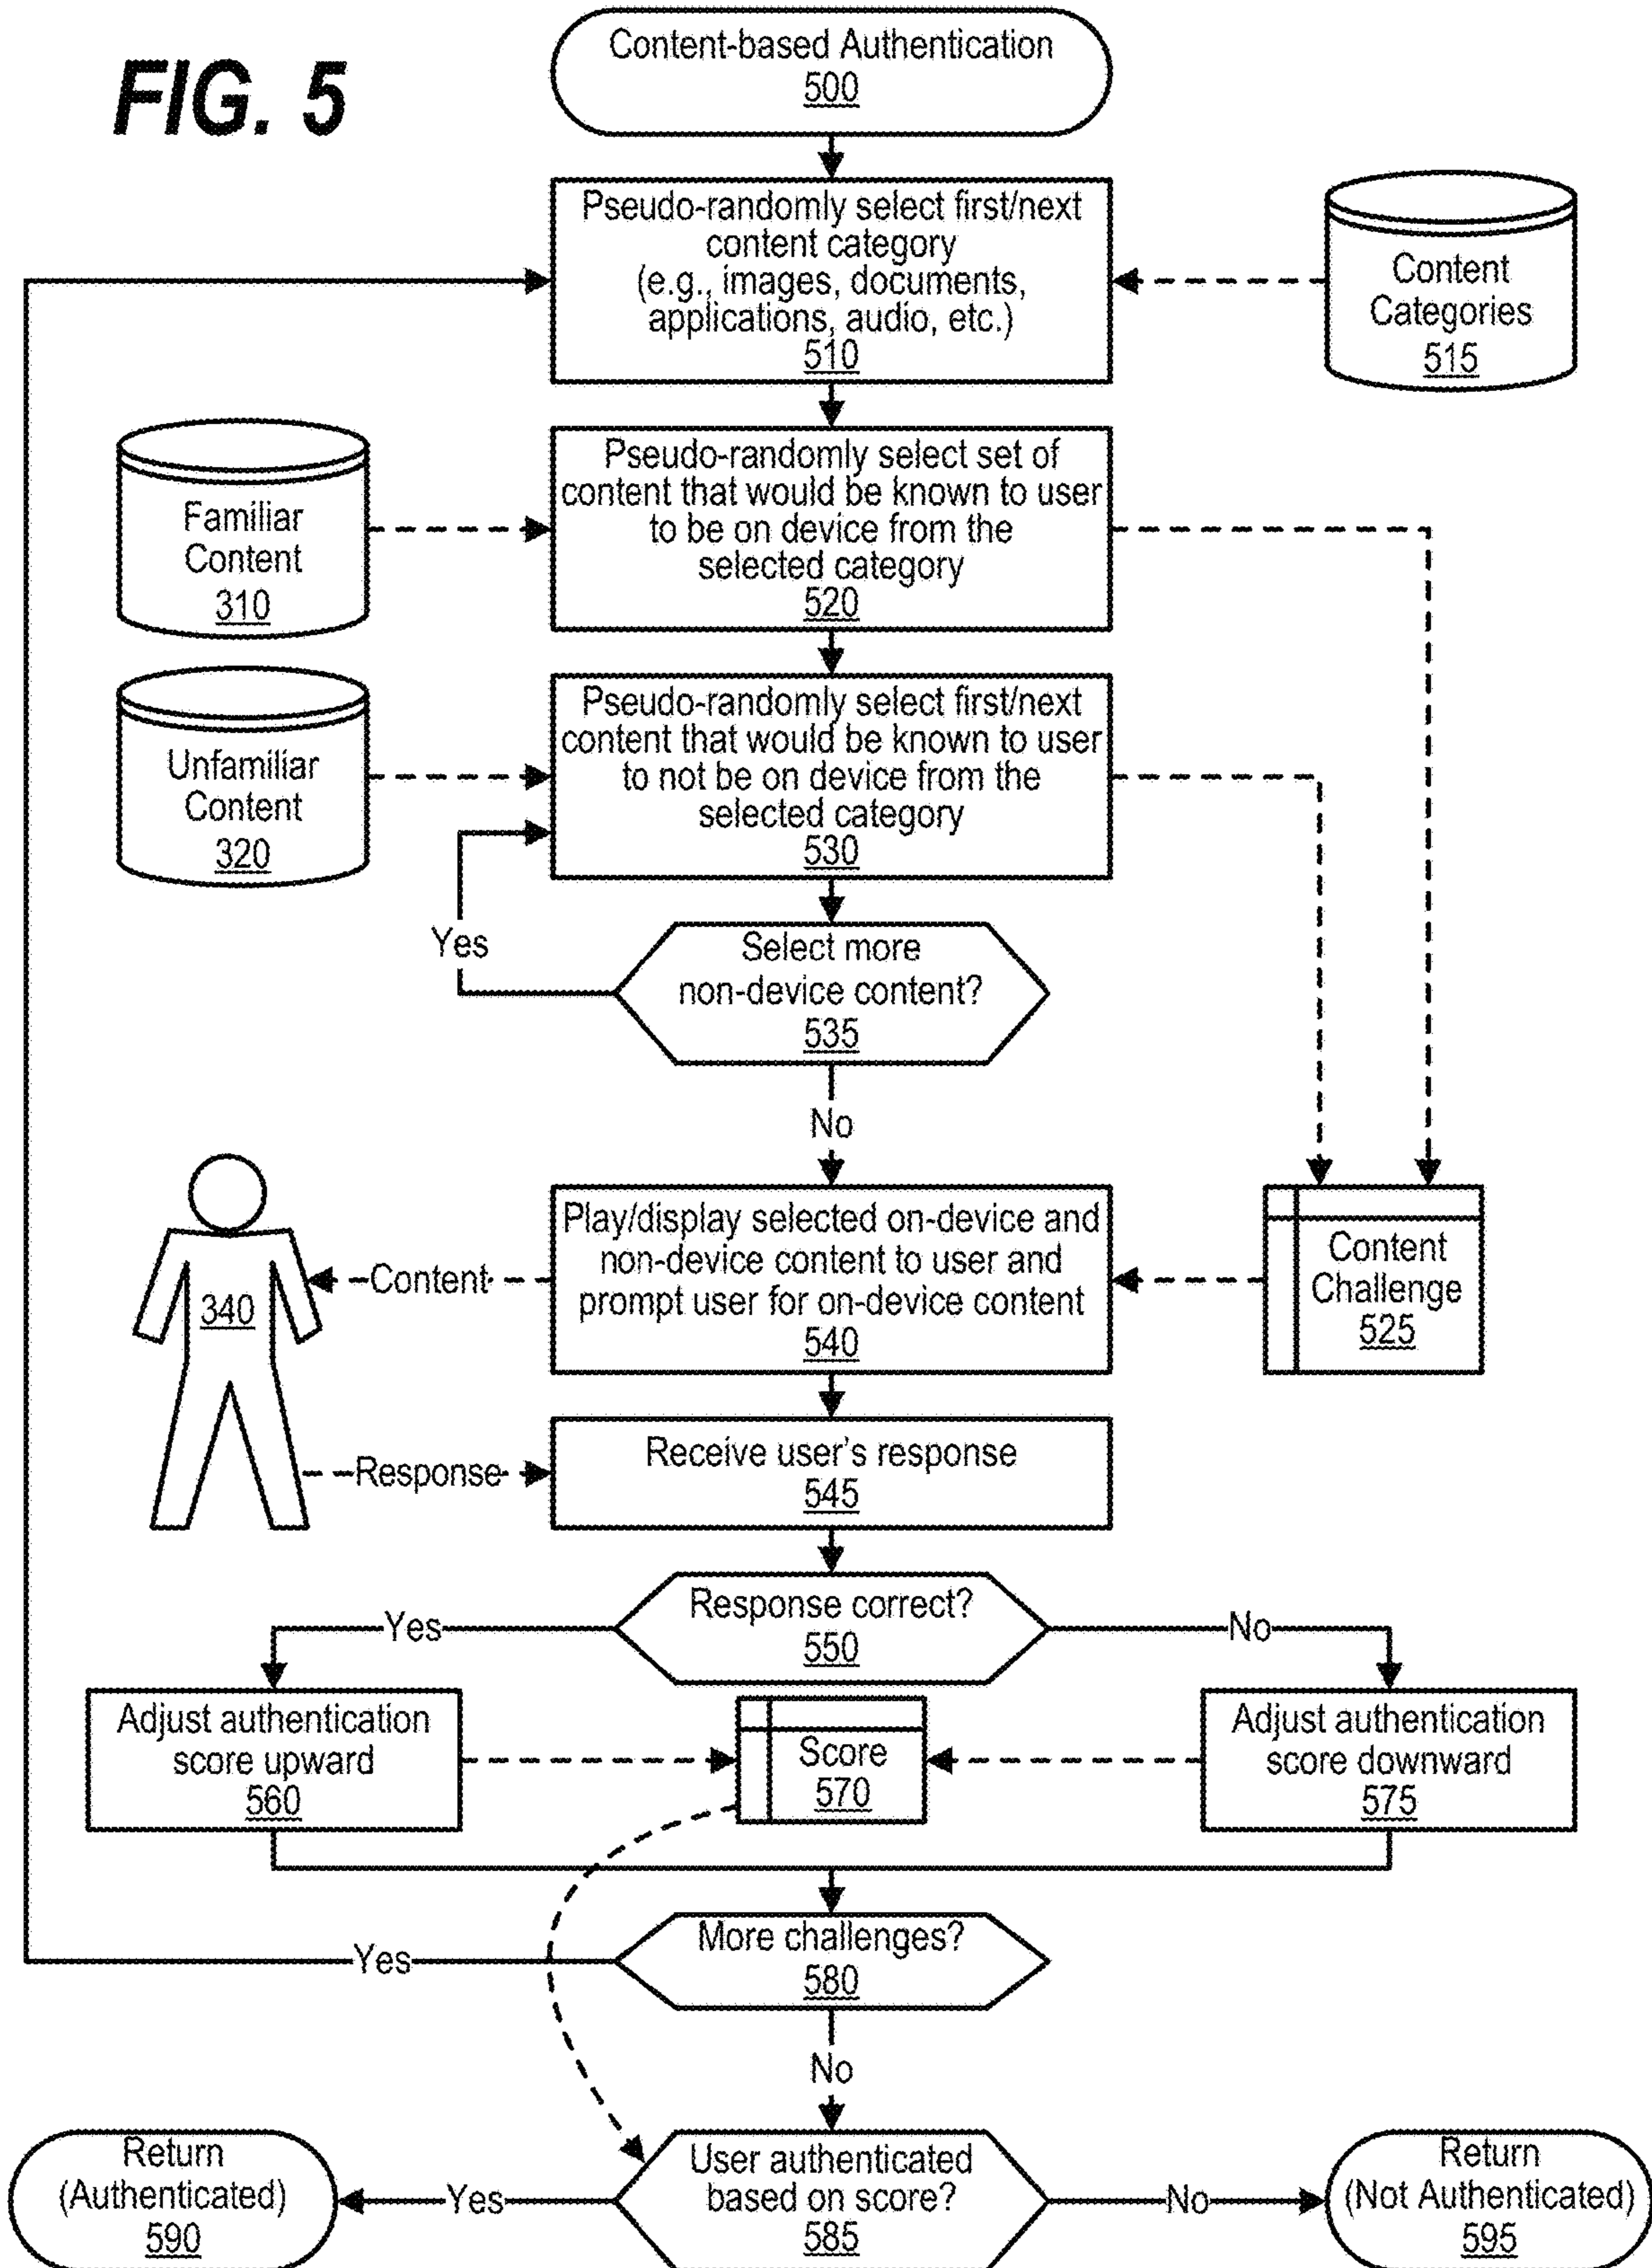 FIG. 5
Content-based Authentication
500
Pseudo-randomly select first/next
content category
(e.g., images, documents,
applications, audio, etc.)
510
Content
Categories
515
Familiar
Content
310
Pseudo-randomly select set of
content that would be known to user
to be on device from the
selected category
520
Unfamiliar
Content
320
Pseudo-randomly select first/next
content that would be known to user
to not be on device from the
selected category
530
Yes
Select more
non-device content?
535
No
340
Content
Play/display selected on-device and
non-device content to user and
prompt user for on-device content
540
Content
Challenge
525
Response
Receive user's response
545
Yes
Response correct?
550
No
Adjust authentication
score upward
560
Score
570
Adjust authentication
score downward
575
Yes
More challenges?
580
No
Return
(Authenticated)
590
Yes
User authenticated
based on score?
585
No
Return
(Not Authenticated)
595